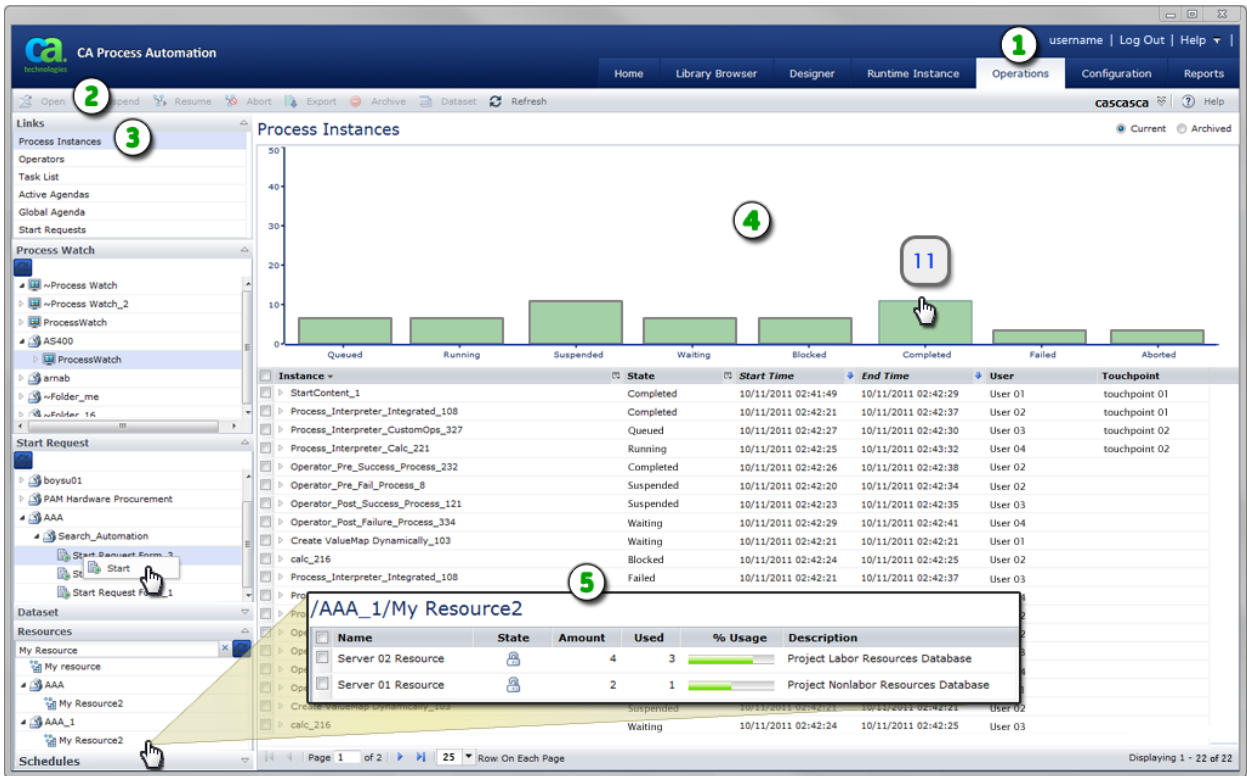 ca.
technologies
CA Process Automation
1
username | Log Out | Help
Home Library Browser Designer Runtime Instance Operations Configuration Reports
Open 2 Resume Abort Export Archive Dataset Refresh
cascasca Help
Links
Process Instances
3
Operators
Task List
Active Agendas
Global Agenda
Start Requests
Process Watch
~Process Watch
~Process Watch_2
ProcessWatch
AS400
ProcessWatch
arnab
~Folder_me
~Folder_16
Start Request
boysu01
PAM Hardware Procurement
AAA
Search_Automation
Start Request Form_3
Start
Start Request
Dataset
Resources
My Resource
My resource
AAA
My Resource2
AAA_1
My Resource2
Schedules
Process Instances
Current Archived
50
40
30
20
10
0
4
11
Queued Running Suspended Waiting Blocked Completed Failed Aborted
Instance State Start Time End Time User Touchpoint
StartContent_1 Completed 10/11/2011 02:41:49 10/11/2011 02:42:29 User 01 touchpoint 01
Process_Interpreter_Integrated_108 Completed 10/11/2011 02:42:21 10/11/2011 02:42:37 User 02 touchpoint 01
Process_Interpreter_CustomOps_327 Queued 10/11/2011 02:42:27 10/11/2011 02:42:30 User 03 touchpoint 02
Process_Interpreter_Calc_221 Running 10/11/2011 02:42:25 10/11/2011 02:43:32 User 04 touchpoint 02
Operator_Pre_Success_Process_232 Completed 10/11/2011 02:42:26 10/11/2011 02:42:38 User 02
Operator_Pre_Fail_Process_8 Suspended 10/11/2011 02:42:20 10/11/2011 02:42:34 User 02
Operator_Post_Success_Process_121 Suspended 10/11/2011 02:42:23 10/11/2011 02:42:35 User 03
Operator_Post_Failure_Process_334 Waiting 10/11/2011 02:42:29 10/11/2011 02:42:41 User 04
Create ValueMap Dynamically_103 Waiting 10/11/2011 02:42:21 10/11/2011 02:42:21 User 01
calc_216 Blocked 10/11/2011 02:42:24 10/11/2011 02:42:25 User 02
Process_Interpreter_Integrated_108 Failed 10/11/2011 02:42:21 10/11/2011 02:42:37 User 03
5
/AAA_1/My Resource2
Name State Amount Used % Usage Description
Server 02 Resource 4 3 Project Labor Resources Database
Server 01 Resource 2 1 Project Nonlabor Resources Database
Create ValueMap Dynamically_103 Suspended 10/11/2011 02:42:21 10/11/2011 02:42:21 User 02
calc_216 Waiting 10/11/2011 02:42:24 10/11/2011 02:42:25 User 03
Page 1 of 2 25 Row On Each Page
Displaying 1 - 22 of 22